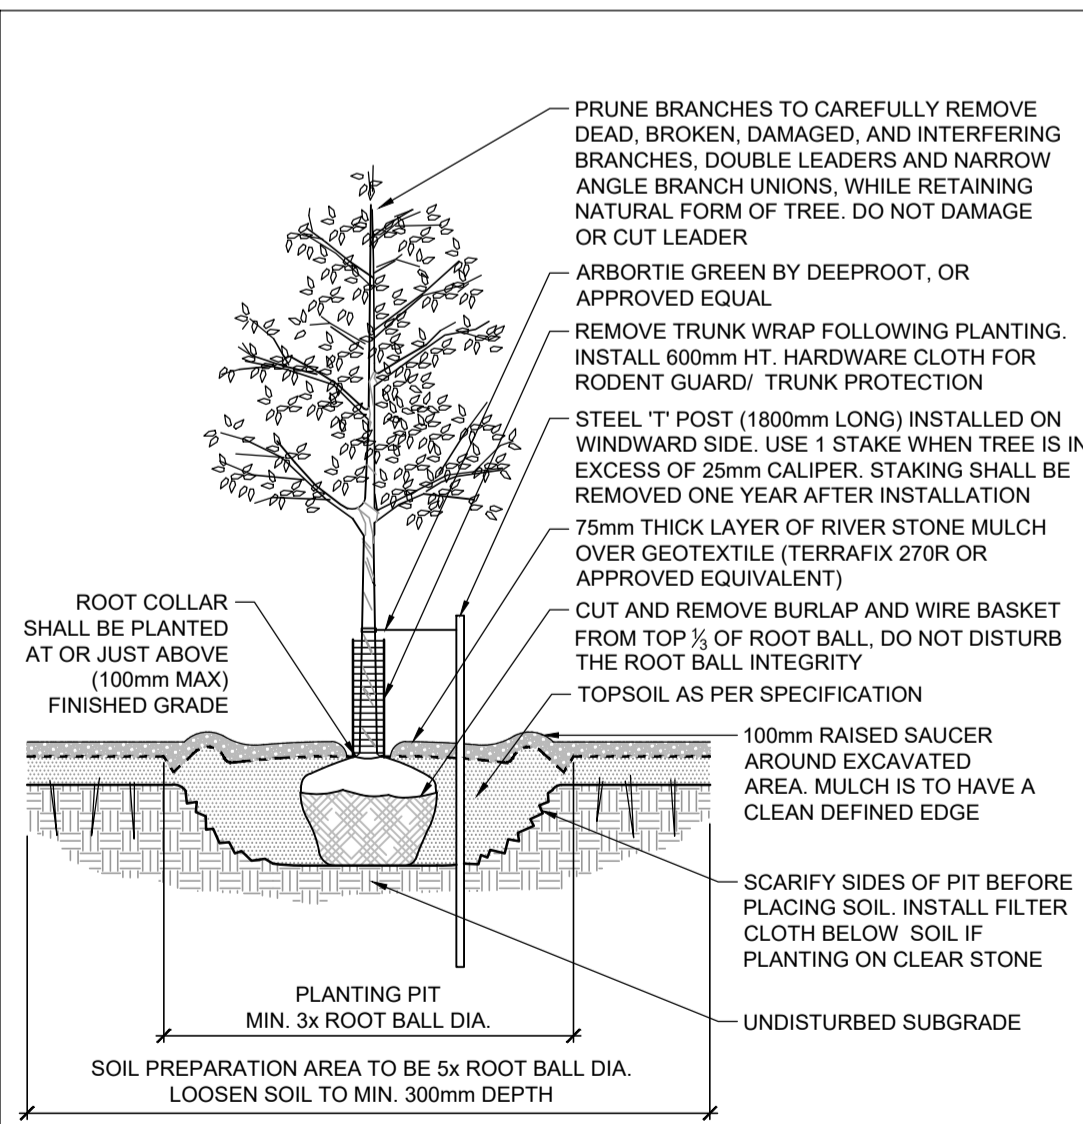 PRUNE BRANCHES TO CAREFULLY REMOVE
DEAD, BROKEN, DAMAGED, AND INTERFERING
BRANCHES, DOUBLE LEADERS AND NARROW
ANGLE BRANCH UNIONS, WHILE RETAINING
NATURAL FORM OF TREE. DO NOT DAMAGE
OR CUT LEADER
ARBORTIE GREEN BY DEEPROOT, OR
APPROVED EQUAL
REMOVE TRUNK WRAP FOLLOWING PLANTING.
INSTALL 600mm HT. HARDWARE CLOTH FOR
RODENT GUARD/ TRUNK PROTECTION
STEEL 'T' POST (1800mm LONG) INSTALLED ON
WINDWARD SIDE. USE 1 STAKE WHEN TREE IS IN
EXCESS OF 25mm CALIPER. STAKING SHALL BE
REMOVED ONE YEAR AFTER INSTALLATION
75mm THICK LAYER OF RIVER STONE MULCH
OVER GEOTEXTILE (TERRAFIX 270R OR
APPROVED EQUIVALENT)
CUT AND REMOVE BURLAP AND WIRE BASKET
FROM TOP ⅓ OF ROOT BALL, DO NOT DISTURB
THE ROOT BALL INTEGRITY
TOPSOIL AS PER SPECIFICATION
ROOT COLLAR
SHALL BE PLANTED
AT OR JUST ABOVE
(100mm MAX)
FINISHED GRADE
100mm RAISED SAUCER
AROUND EXCAVATED
AREA. MULCH IS TO HAVE A
CLEAN DEFINED EDGE
SCARIFY SIDES OF PIT BEFORE
PLACING SOIL. INSTALL FILTER
CLOTH BELOW SOIL IF
PLANTING ON CLEAR STONE
UNDISTURBED SUBGRADE
PLANTING PIT
MIN. 3x ROOT BALL DIA.
SOIL PREPARATION AREA TO BE 5x ROOT BALL DIA.
LOOSEN SOIL TO MIN. 300mm DEPTH